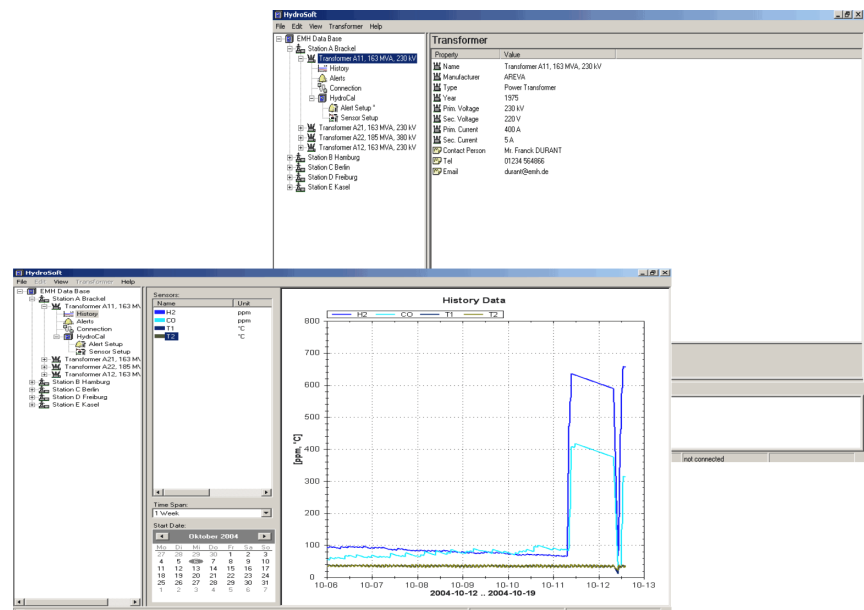 HydroSoft
File Edit View Transformer Help
EMH Data Base
Station A Brackel
Transformer A11, 163 MVA, 230 kV
History
Alerts
Connection
HydroCal
Alert Setup *
Sensor Setup
Transformer A21, 163 MVA, 230 kV
Transformer A22, 185 MVA, 380 kV
Transformer A12, 163 MVA, 230 kV
Station B Hamburg
Station C Berlin
Station D Freiburg
Station E Kasel
Transformer
Property Value
Name Transformer A11, 163 MVA, 230 kV
Manufacturer AREVA
Type Power Transformer
Year 1975
Prim. Voltage 230 kV
Sec. Voltage 220 V
Prim. Current 400 A
Sec. Current 5 A
Contact Person Mr. Franck DURANT
Tel 01234 564866
Email durant@emh.de
not connected
HydroSoft
File Edit View Transformer Help
EMH Data Base
Station A Brackel
Transformer A11, 163 M
History
Alerts
Connection
HydroCal
Alert Setup
Sensor Setup
Transformer A21, 163 M
Transformer A22, 185 M
Transformer A12, 163 M
Station B Hamburg
Station C Berlin
Station D Freiburg
Station E Kasel
Sensors:
Name Unit
H2 ppm
CO ppm
T1 °C
T2 °C
Time Span:
1 Week
Start Date:
Oktober 2004
Mo Di Mi Do Fr Sa So
27 28 29 30 1 2 3
4 5 6 7 8 9 10
11 12 13 14 15 16 17
18 19 20 21 22 23 24
25 26 27 28 29 30 31
1 2 3 4 5 6 7
History Data
H2 CO T1 T2
800
700
600
500
400
300
200
100
0
[ppm, °C]
10-06 10-07 10-08 10-09 10-10 10-11 10-12 10-13
2004-10-12 .. 2004-10-19